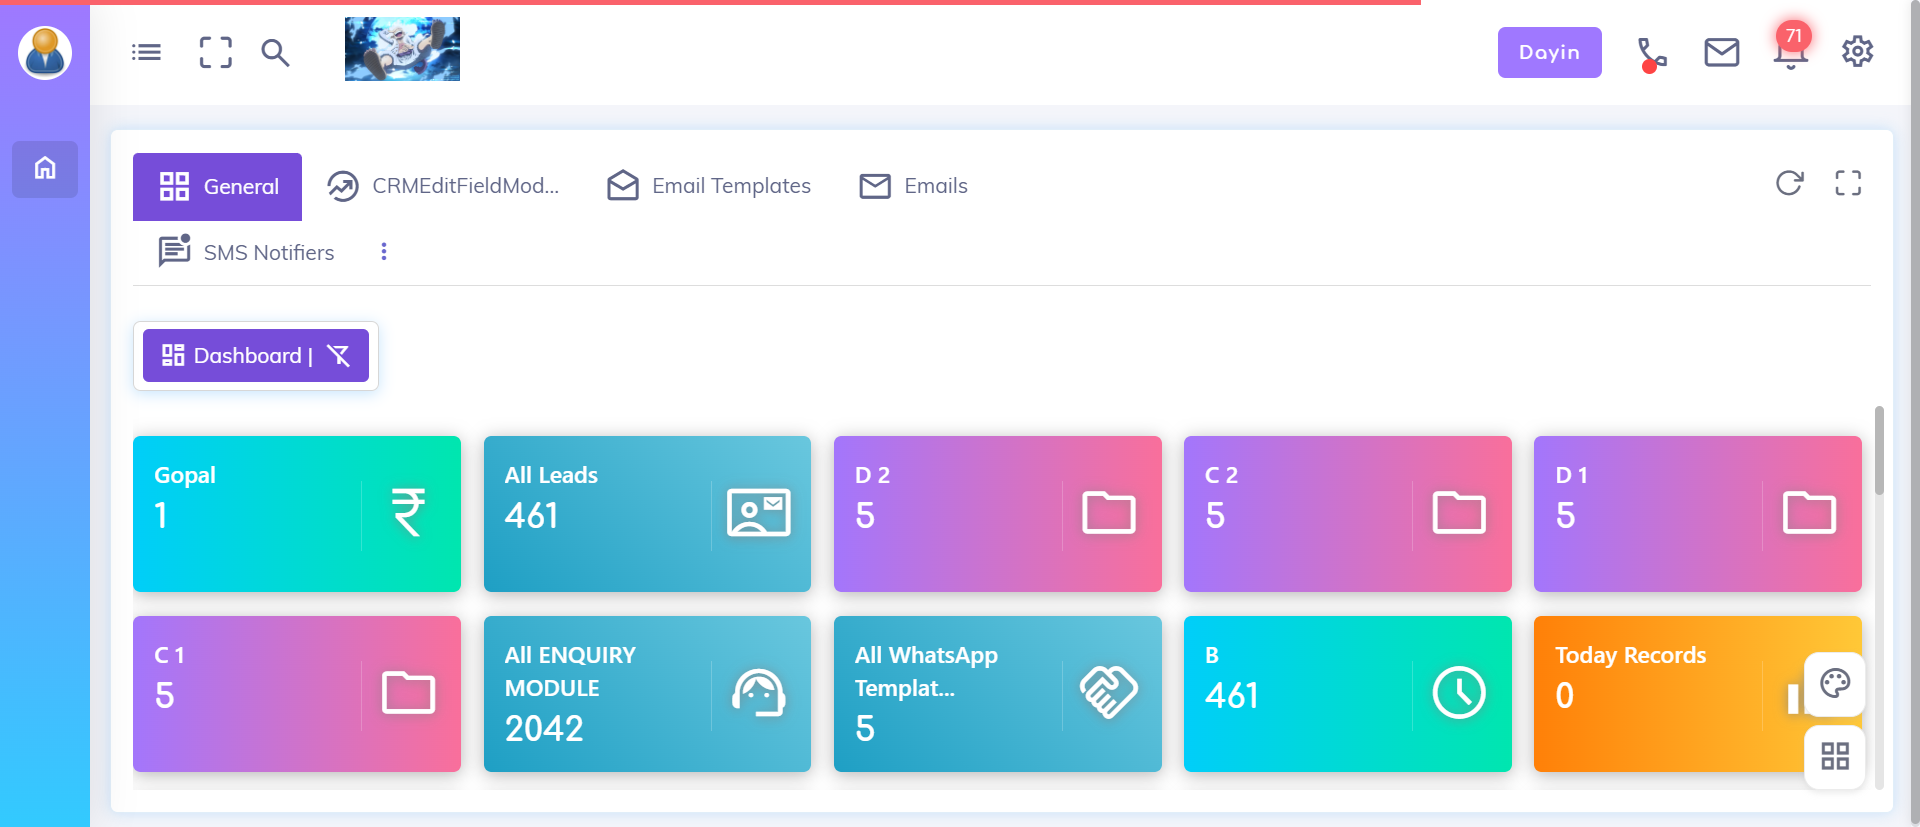 Dayin
71
General
CRMEditFieldMod...
Email Templates
Emails
SMS Notifiers
Dashboard |
Gopal
1
All Leads
461
D 2
5
C 2
5
D 1
5
C 1
5
All ENQUIRY
MODULE
2042
All WhatsApp
Templat...
5
B
461
Today Records
0